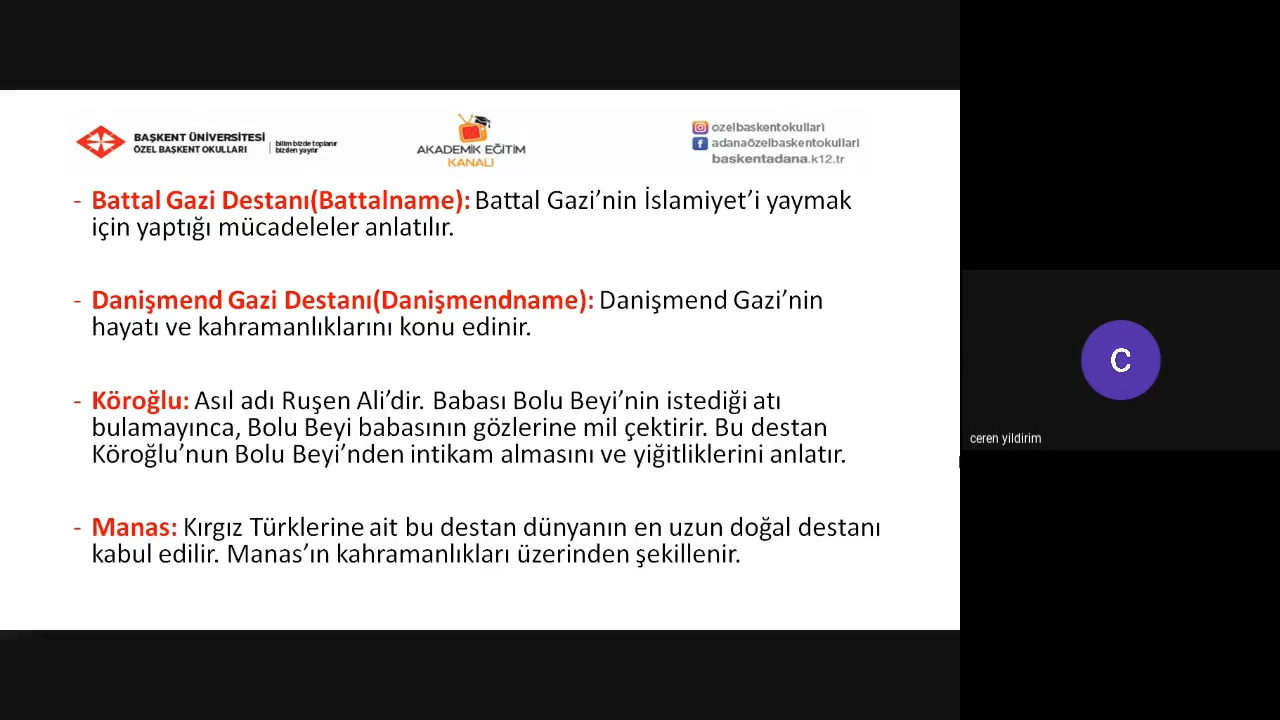 BAŞKENT ÜNİVERSİTESİ
ÖZEL BAŞKENT OKULLARI
bilim bizde toplanır
bizden yayılır
AKADEMİK EĞİTİM
KANALI
ozelbaskentokullari
adanaözelbaskentokullari
baskentadana.k12.tr
- Battal Gazi Destanı(Battalname): Battal Gazi’nin İslamiyet’i yaymak
için yaptığı mücadeleler anlatılır.
- Danişmend Gazi Destanı(Danişmendname): Danişmend Gazi’nin
hayatı ve kahramanlıklarını konu edinir.
- Köroğlu: Asıl adı Ruşen Ali’dir. Babası Bolu Beyi’nin istediği atı
bulamayınca, Bolu Beyi babasının gözlerine mil çektirir. Bu destan
Köroğlu’nun Bolu Beyi’nden intikam almasını ve yiğitliklerini anlatır.
- Manas: Kırgız Türklerine ait bu destan dünyanın en uzun doğal destanı
kabul edilir. Manas’ın kahramanlıkları üzerinden şekillenir.
C
ceren yildirim